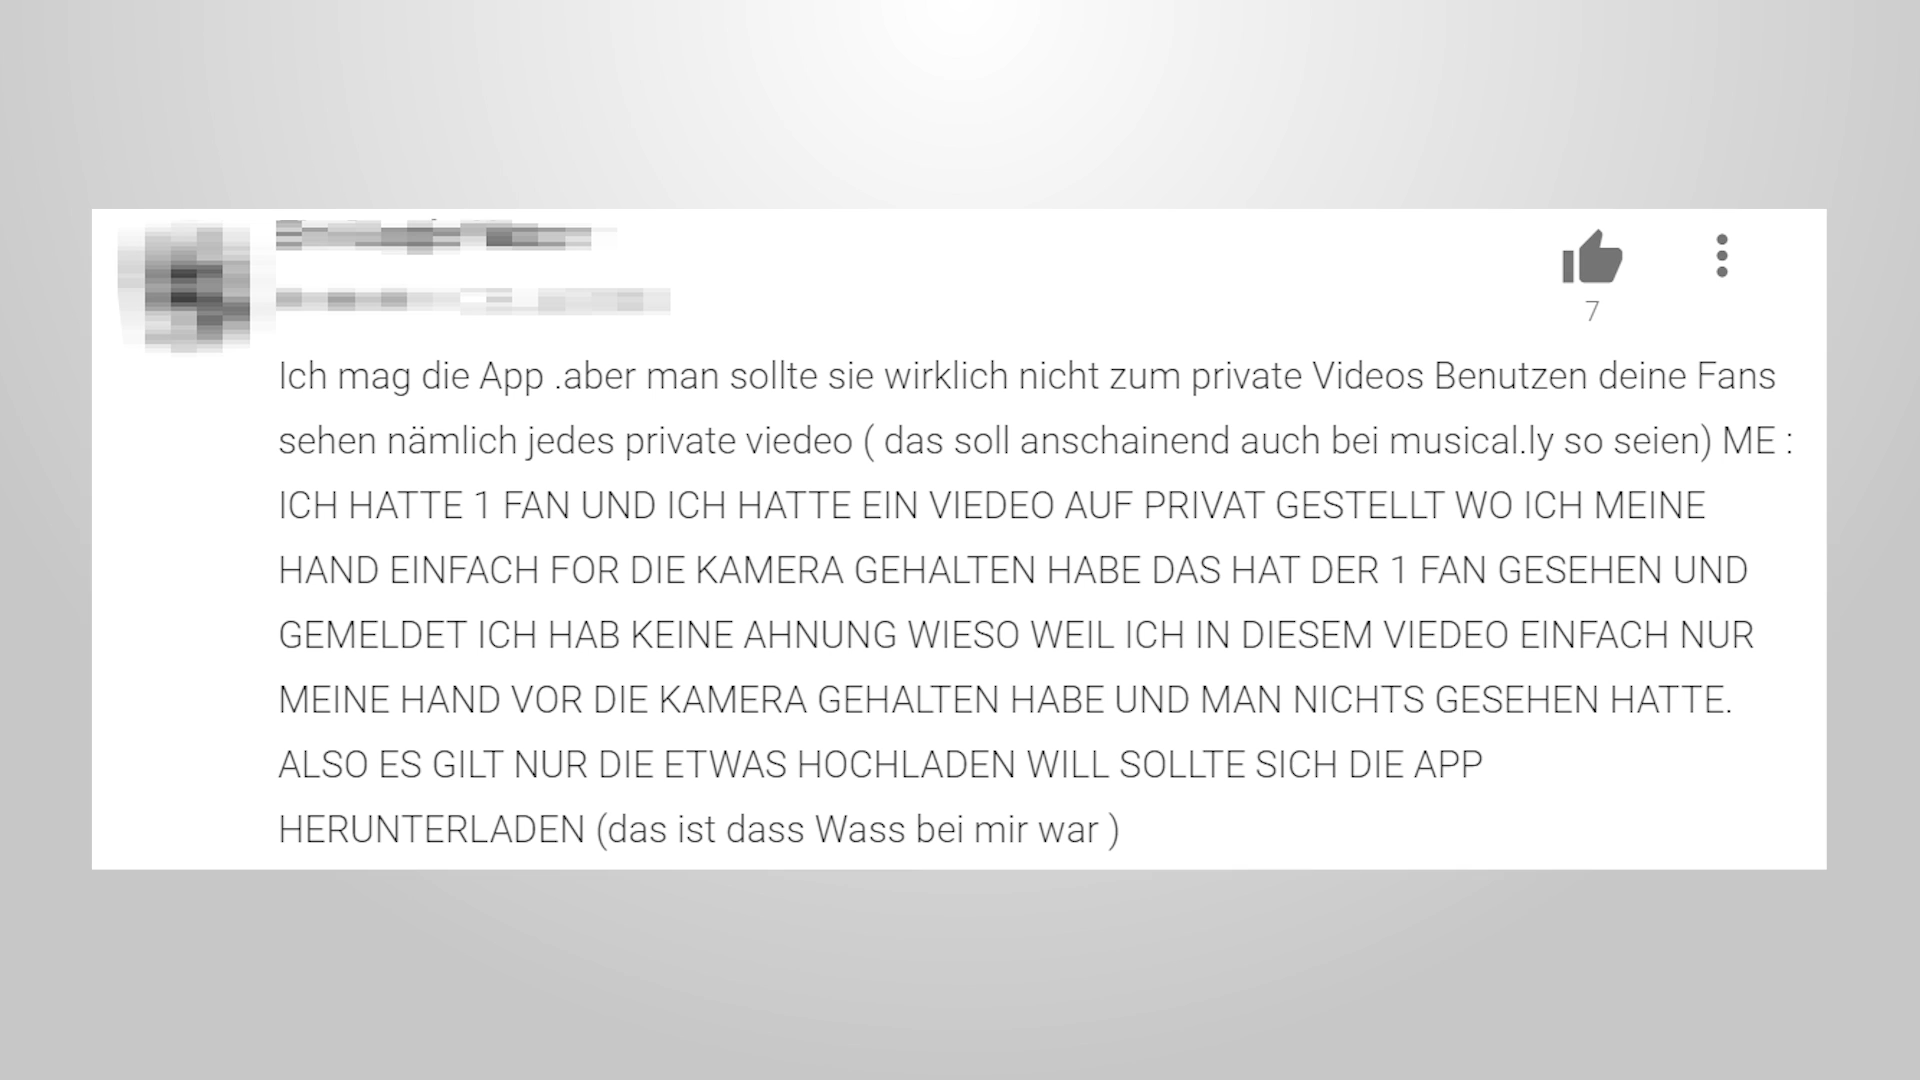 7
Ich mag die App .aber man sollte sie wirklich nicht zum private Videos Benutzen deine Fans
sehen nämlich jedes private viedeo ( das soll anschainend auch bei musical.ly so seien) ME :
ICH HATTE 1 FAN UND ICH HATTE EIN VIEDEO AUF PRIVAT GESTELLT WO ICH MEINE
HAND EINFACH FOR DIE KAMERA GEHALTEN HABE DAS HAT DER 1 FAN GESEHEN UND
GEMELDET ICH HAB KEINE AHNUNG WIESO WEIL ICH IN DIESEM VIEDEO EINFACH NUR
MEINE HAND VOR DIE KAMERA GEHALTEN HABE UND MAN NICHTS GESEHEN HATTE.
ALSO ES GILT NUR DIE ETWAS HOCHLADEN WILL SOLLTE SICH DIE APP
HERUNTERLADEN (das ist dass Wass bei mir war )